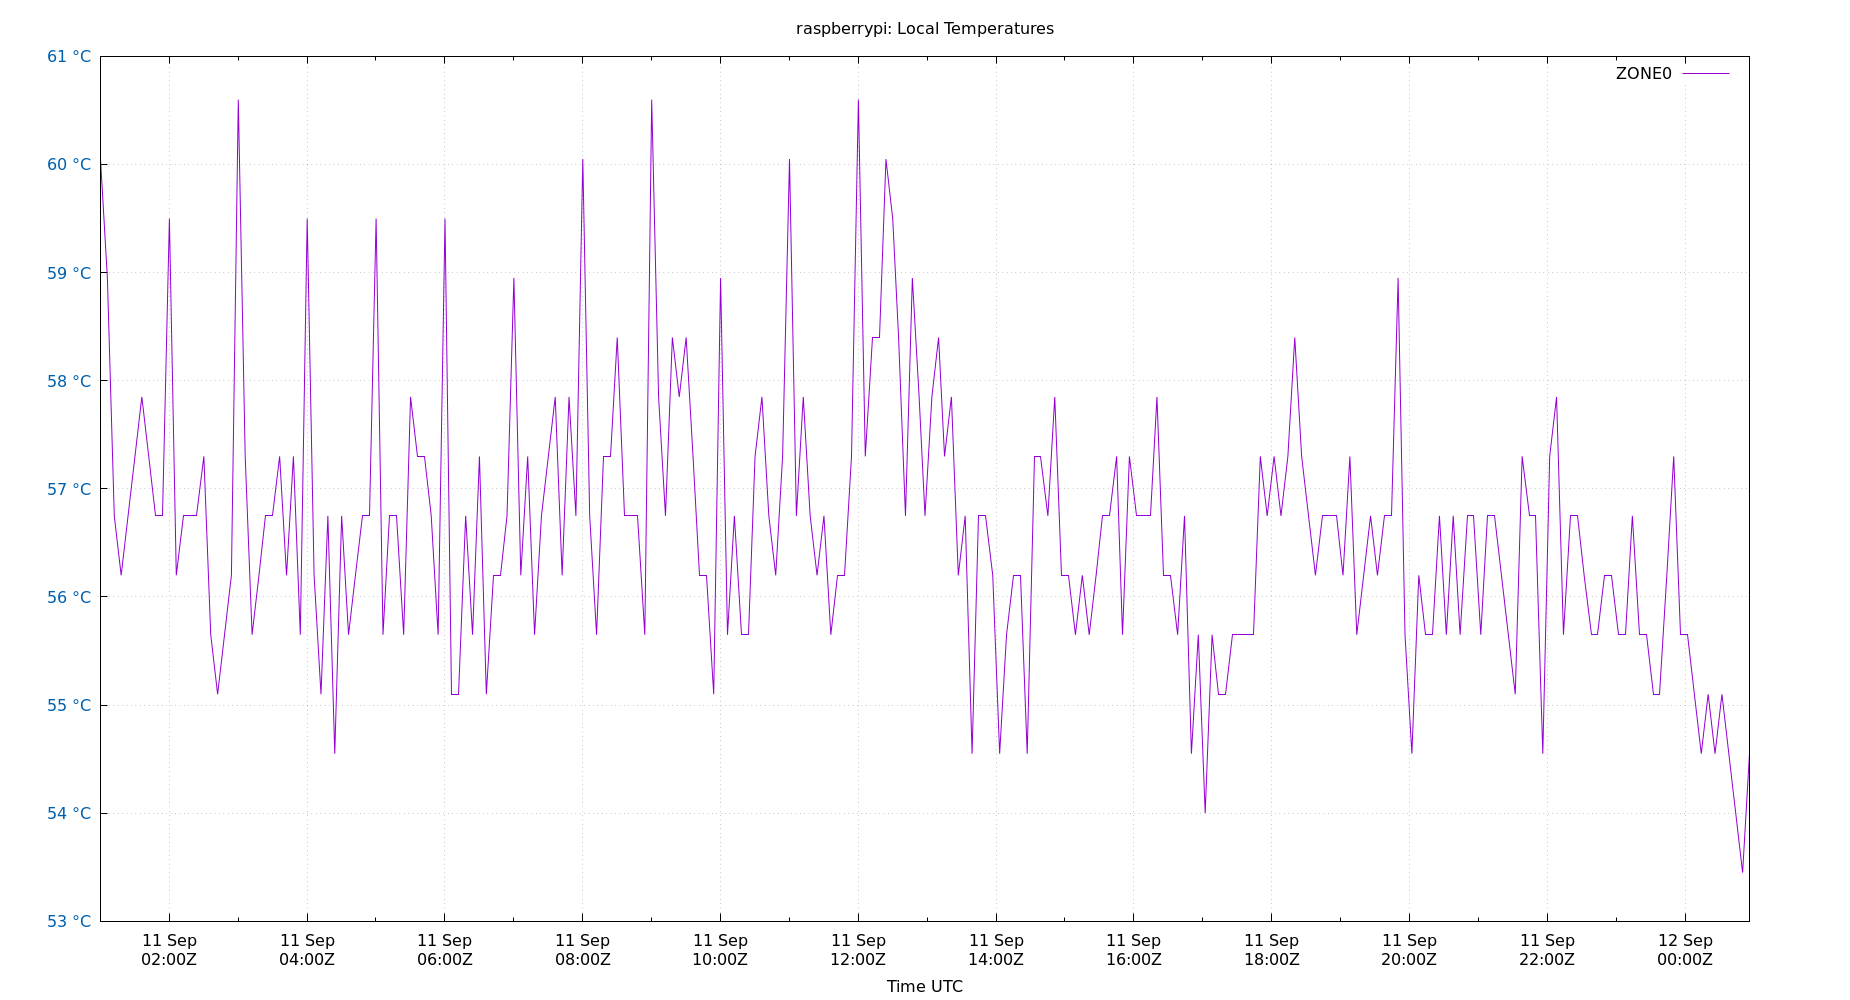 raspberrypi: Local Temperatures
ZONE0
61 °C
60 °C
59 °C
58 °C
57 °C
56 °C
55 °C
54 °C
53 °C
11 Sep 11 Sep 11 Sep 11 Sep 11 Sep 11 Sep 11 Sep 11 Sep 11 Sep 11 Sep 11 Sep 12 Sep
02:00Z 04:00Z 06:00Z 08:00Z 10:00Z 12:00Z 14:00Z 16:00Z 18:00Z 20:00Z 22:00Z 00:00Z
Time UTC